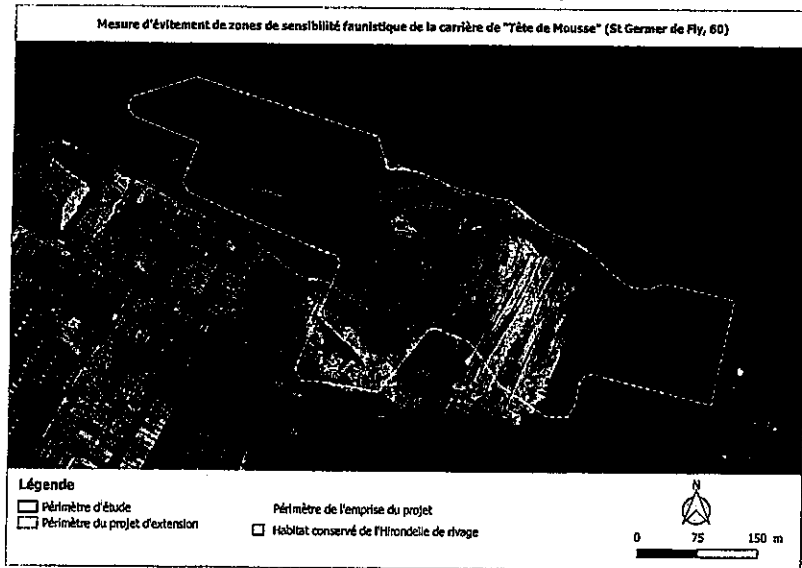 Mesure d'évitement de zones de sensibilité faunistique de la carrière de "Tête de Mousse" (St Germer de Fly, 60)
Légende
Périmètre d'étude
Périmètre du projet d'extension
Périmètre de l'emprise du projet
Habitat conservé de l'Hirondelle de rivage
N
0 75 150 m